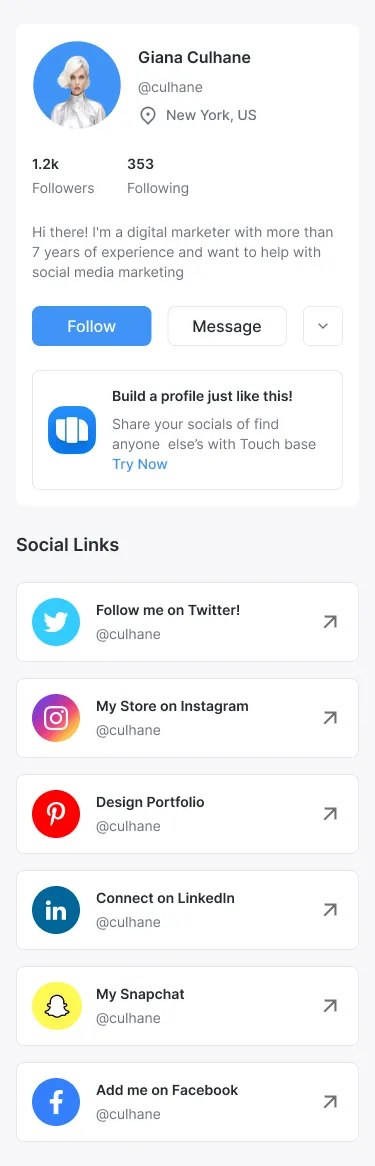 Giana Culhane
@culhane
New York, US
1.2k
353
Followers
Following
Hi there! I'm a digital marketer with more than
7 years of experience and want to help with
social media marketing
Follow
Message
Build a profile just like this!
Share your socials of find
anyone  else’s with Touch base
Try Now
Social Links
Follow me on Twitter!
@culhane
My Store on Instagram
@culhane
Design Portfolio
@culhane
Connect on LinkedIn
@culhane
My Snapchat
@culhane
Add me on Facebook
@culhane